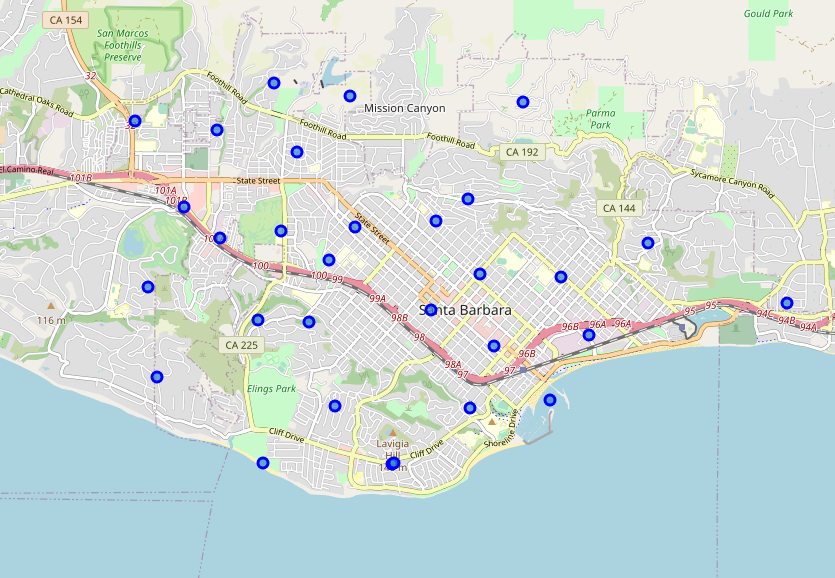 CA 154
Gould Park
San Marcos
Foothills
Preserve
32
Foothill Road
Cathedral Oaks Road
Mission Canyon
Parma
Park
Foothill Road
Foothill Road
CA 192
El Camino Real
101B
101A
101B
State Street
Sycamore Canyon Road
CA 144
State Street
100
100
99
99A
116 m
Santa Barbara
98B
98
96B
96A
96A
95
95
94C
94B
94A
CA 225
98A
97
97
96B
Elings Park
Cliff Drive
Lavigia
Hill
Cliff Drive
Shoreline Drive